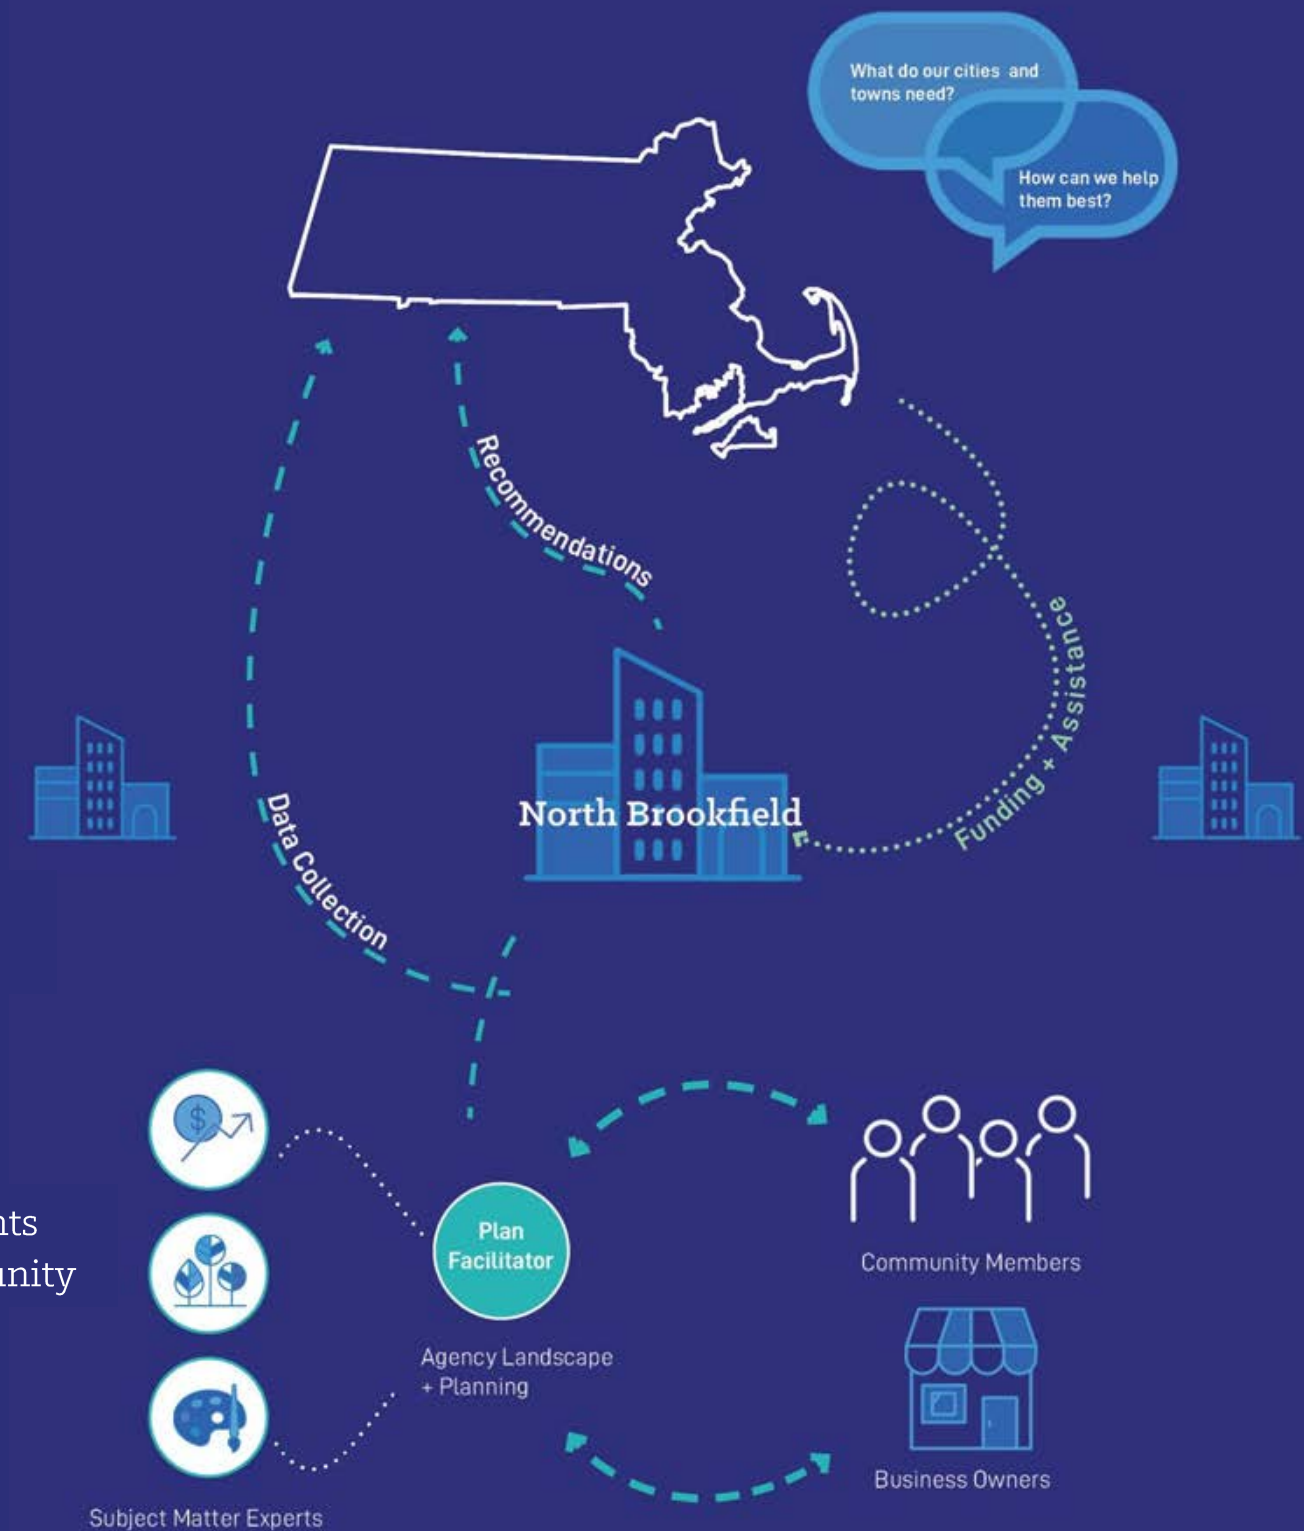 What do our cities and
towns need?
How can we help
them best?
Recommendations
Funding + Assistance
North Brookfield
Data Collection
$
Plan
Facilitator
Agency Landscape
+ Planning
Community Members
Business Owners
Subject Matter Experts